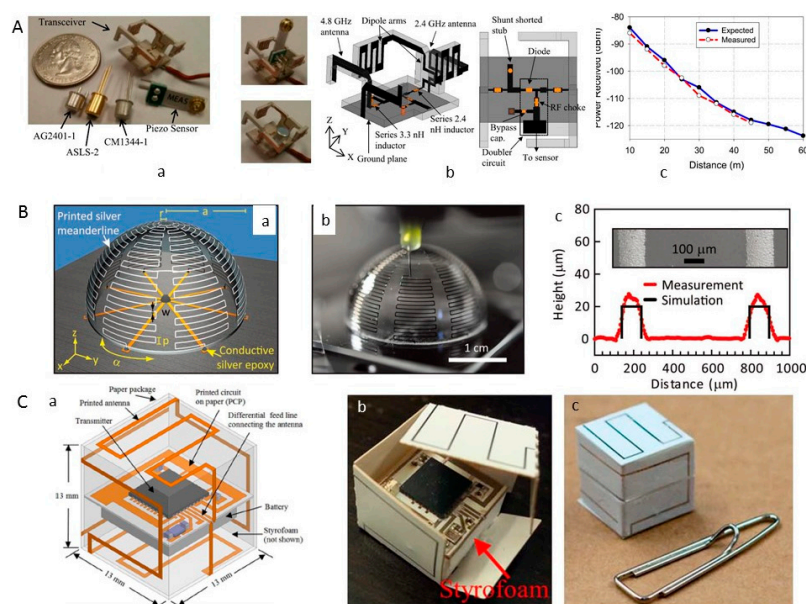 A
Transceiver
AG2401-1
ASLS-2
CM1344-1
Piezo Sensor
MEAS
a
4.8 GHz
antenna
Dipole arms
2.4 GHz
antenna
Series 3.3 nH
inductor
Series 2.4
nH inductor
Ground plane
Z
Y
X
b
Shunt shorted
stub
Diode
RF choke
Bypass
cap.
Doubler
circuit
To sensor
Power Received (dBm)
-80
-90
-100
-110
-120
Expected
Measured
10 20 30 40 50 60
Distance (m)
c
B
Printed silver
meanderline
r
a
a
w
p
α
z
y
x
Conductive
silver epoxy
b
1 cm
c
Height (μm)
80
60
40
20
0
100 μm
Measurement
Simulation
0 200 400 600 800 1000
Distance (μm)
C
a
Paper package
Printed antenna
Transmitter
Printed circuit
on paper (PCP)
Differential feed line
connecting the antenna
Battery
Styrofoam
(not shown)
13 mm
13 mm
13 mm
b
Styrofoam
c